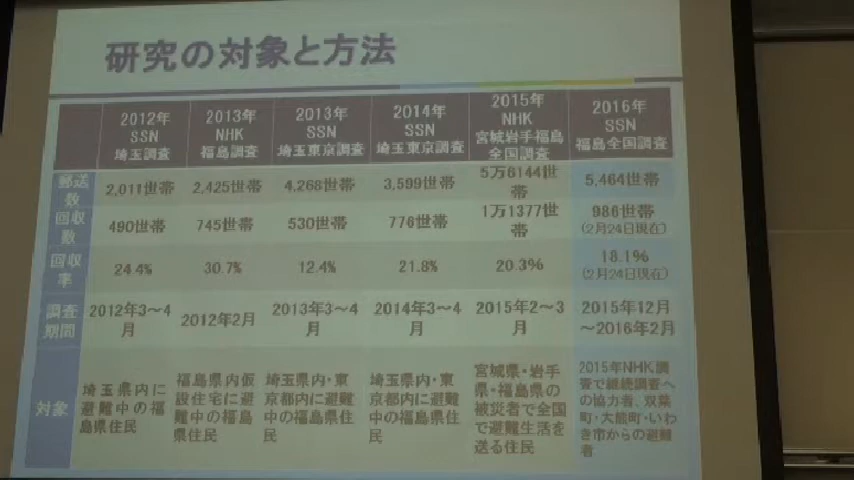 研究の対象と方法
2012年
SSN
埼玉調査
2013年
NHK
福島調査
2013年
SSN
埼玉東京調査
2014年
SSN
埼玉東京調査
2015年
NHK
宮城岩手福島
全国調査
2016年
SSN
福島全国調査
郵送
数
2,011世帯
2,425世帯
4,268世帯
3,599世帯
5万6144世
帯
5,464世帯
回収
数
490世帯
745世帯
530世帯
776世帯
1万1377世
帯
986世帯
(2月24日現在)
回収
率
24.4%
30.7%
12.4%
21.8%
20.3%
18.1%
(2月24日現在)
調査
期間
2012年3～4
月
2012年2月
2013年3～4
月
2014年3～4
月
2015年2～3
月
2015年12月
～2016年2月
対象
埼玉県内に
避難中の福
島県住民
福島県内仮
設住宅に避
難中の福島
県住民
埼玉県内・東
京都内に避難
中の福島県住
民
埼玉県内・東
京都内に避難
中の福島県住
民
宮城県・岩手
県・福島県の
被災者で全国
で避難生活を
送る住民
2015年NHK調
査で継続調査へ
の協力者、双葉
町・大熊町・いわ
き市からの避難
者